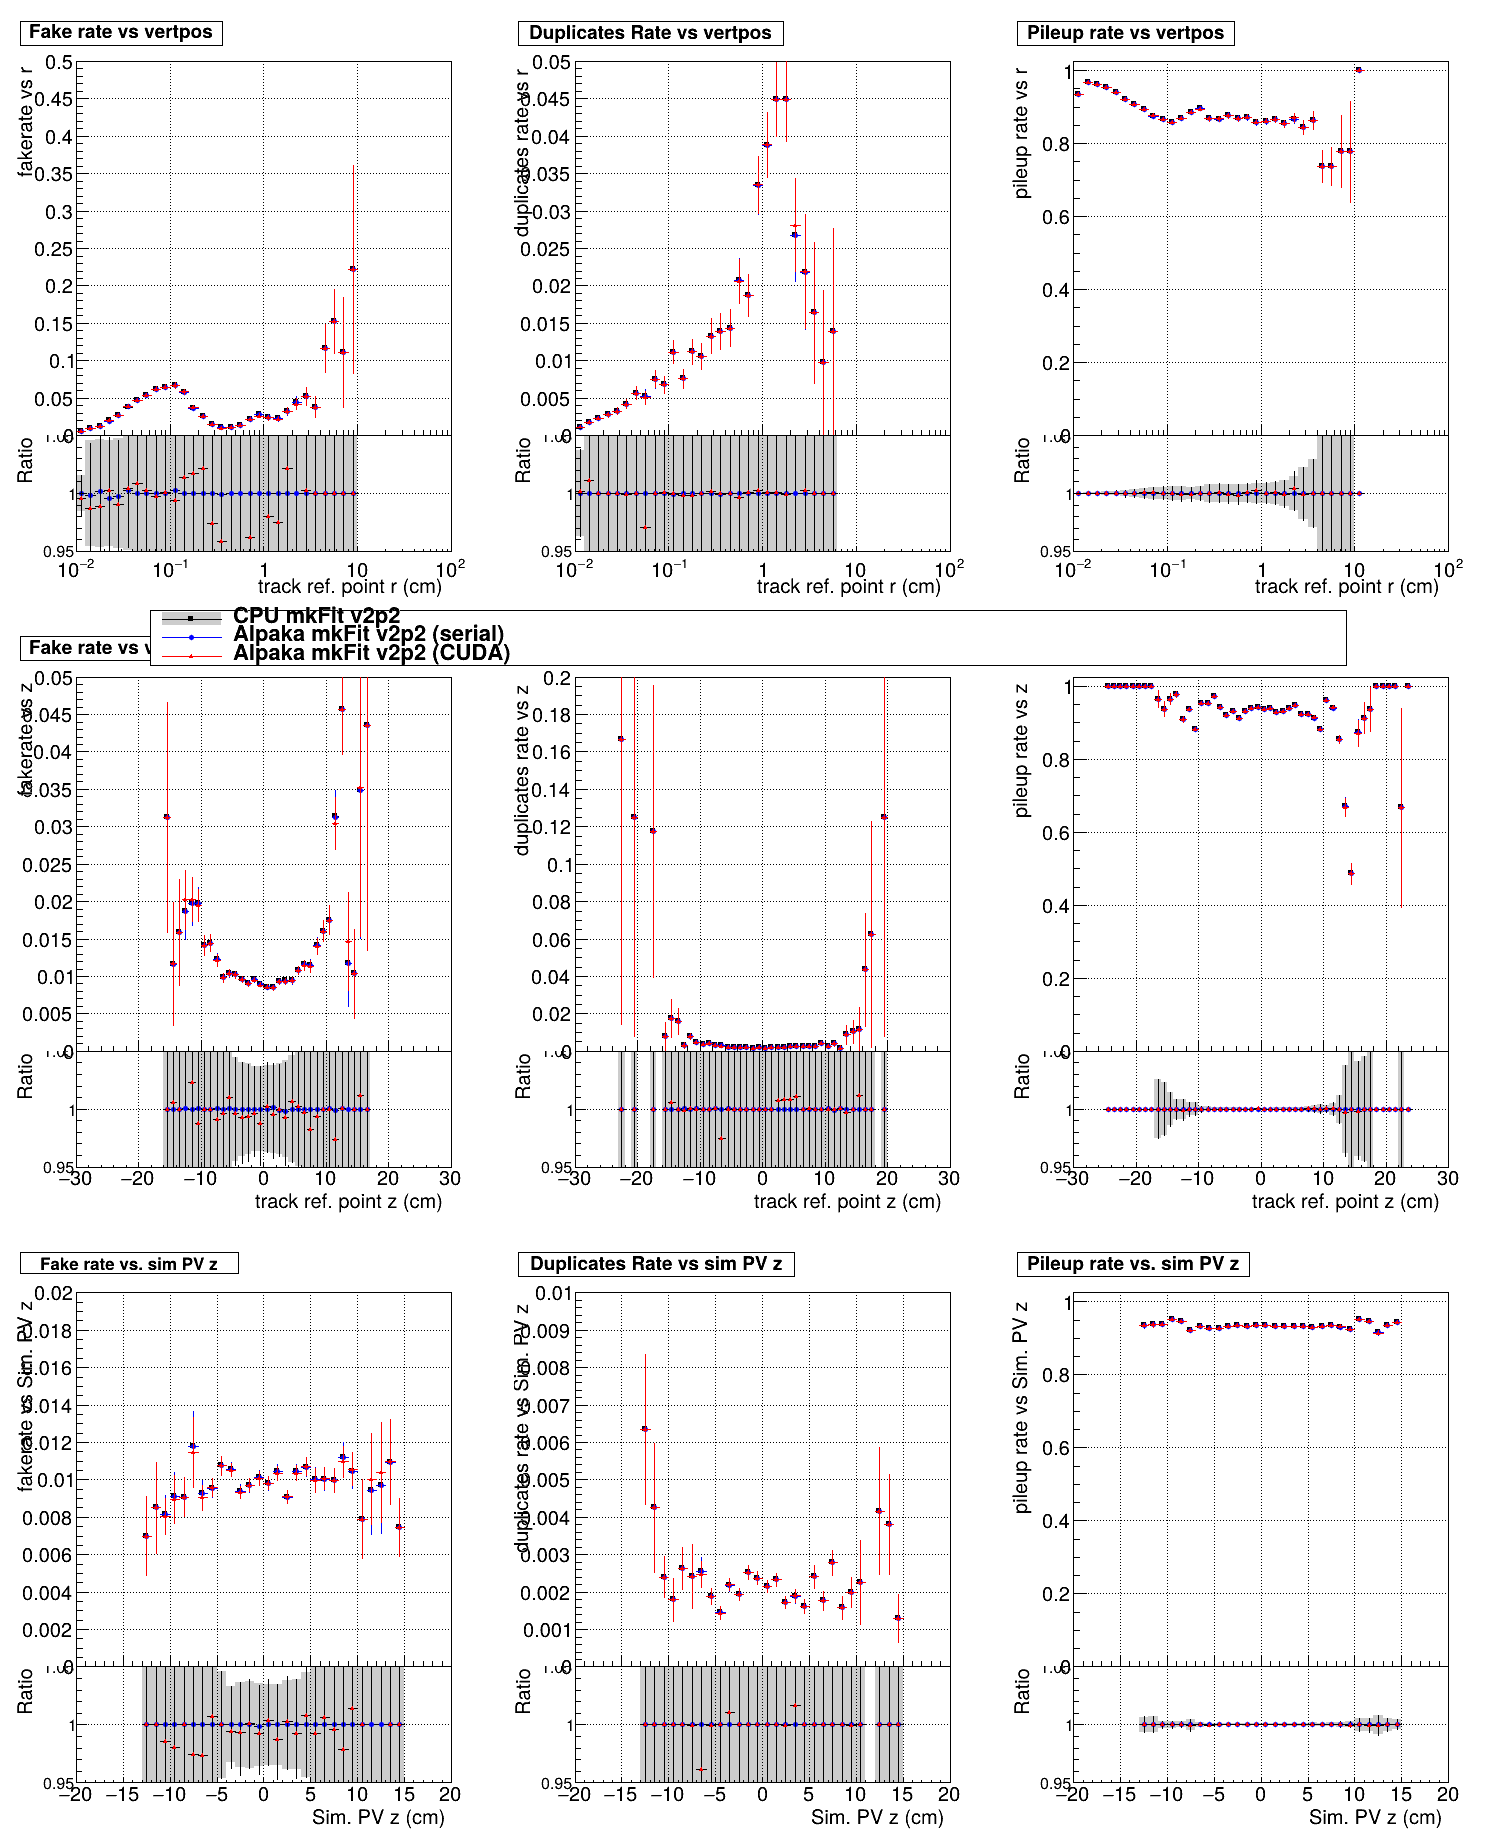 Fake rate vs vertpos
Duplicates Rate vs vertpos
Pileup rate vs vertpos
fakerate vs r
0.5
0.45
0.4
0.35
0.3
0.25
0.2
0.15
0.1
0.05
0
Ratio
1
0.95
10⁻² 10⁻¹ 1 10 10²
track ref. point r (cm)
duplicates rate vs r
0.05
0.045
0.04
0.035
0.03
0.025
0.02
0.015
0.01
0.005
0
Ratio
1
0.95
10⁻² 10⁻¹ 1 10 10²
track ref. point r (cm)
pileup rate vs r
1
0.8
0.6
0.4
0.2
0
Ratio
1
0.95
10⁻² 10⁻¹ 1 10 10²
track ref. point r (cm)
CPU mkFit v2p2
Alpaka mkFit v2p2 (serial)
Alpaka mkFit v2p2 (CUDA)
Fake rate vs
fakerate vs z
0.05
0.045
0.04
0.035
0.03
0.025
0.02
0.015
0.01
0.005
0
Ratio
1
0.95
−30 −20 −10 0 10 20 30
track ref. point z (cm)
duplicates rate vs z
0.2
0.18
0.16
0.14
0.12
0.1
0.08
0.06
0.04
0.02
0
Ratio
1
0.95
−30 −20 −10 0 10 20 30
track ref. point z (cm)
pileup rate vs z
1
0.8
0.6
0.4
0.2
0
Ratio
1
0.95
−30 −20 −10 0 10 20 30
track ref. point z (cm)
Fake rate vs. sim PV z
Duplicates Rate vs sim PV z
Pileup rate vs. sim PV z
fakerate vs Sim. PV z
0.02
0.018
0.016
0.014
0.012
0.01
0.008
0.006
0.004
0.002
0
Ratio
1
0.95
−20 −15 −10 −5 0 5 10 15 20
Sim. PV z (cm)
duplicates rate vs Sim. PV z
0.01
0.009
0.008
0.007
0.006
0.005
0.004
0.003
0.002
0.001
0
Ratio
1
0.95
−20 −15 −10 −5 0 5 10 15 20
Sim. PV z (cm)
pileup rate vs Sim. PV z
1
0.8
0.6
0.4
0.2
0
Ratio
1
0.95
−20 −15 −10 −5 0 5 10 15 20
Sim. PV z (cm)